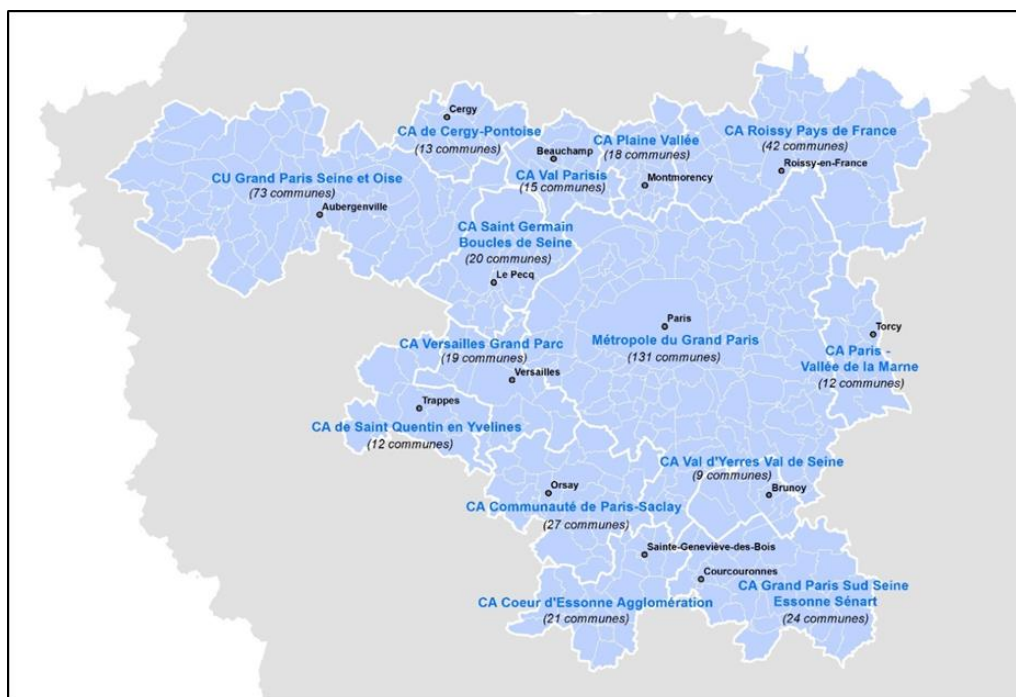 Cergy
CA de Cergy-Pontoise
(13 communes)
Beauchamp
CA Val Parisis
(15 communes)
CA Plaine Vallée
(18 communes)
Montmorency
CA Roissy Pays de France
(42 communes)
Roissy-en-France
CU Grand Paris Seine et Oise
(73 communes)
Aubergenville
CA Saint Germain
Boucles de Seine
(20 communes)
Le Pecq
Paris
Métropole du Grand Paris
(131 communes)
Torcy
CA Paris -
Vallée de la Marne
(12 communes)
CA Versailles Grand Parc
(19 communes)
Versailles
Trappes
CA de Saint Quentin en Yvelines
(12 communes)
CA Val d'Yerres Val de Seine
(9 communes)
Brunoy
Orsay
CA Communauté de Paris-Saclay
(27 communes)
Sainte-Geneviève-des-Bois
Courcouronnes
CA Coeur d'Essonne Agglomération
(21 communes)
CA Grand Paris Sud Seine
Essonne Sénart
(24 communes)